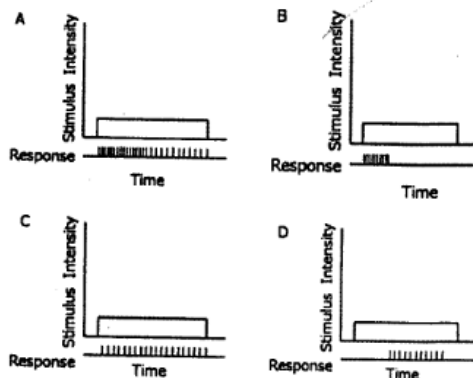 A
Stimulus Intensity
Response
Time
B
Stimulus Intensity
Response
Time
C
Stimulus Intensity
Response
Time
D
Stimulus Intensity
Response
Time